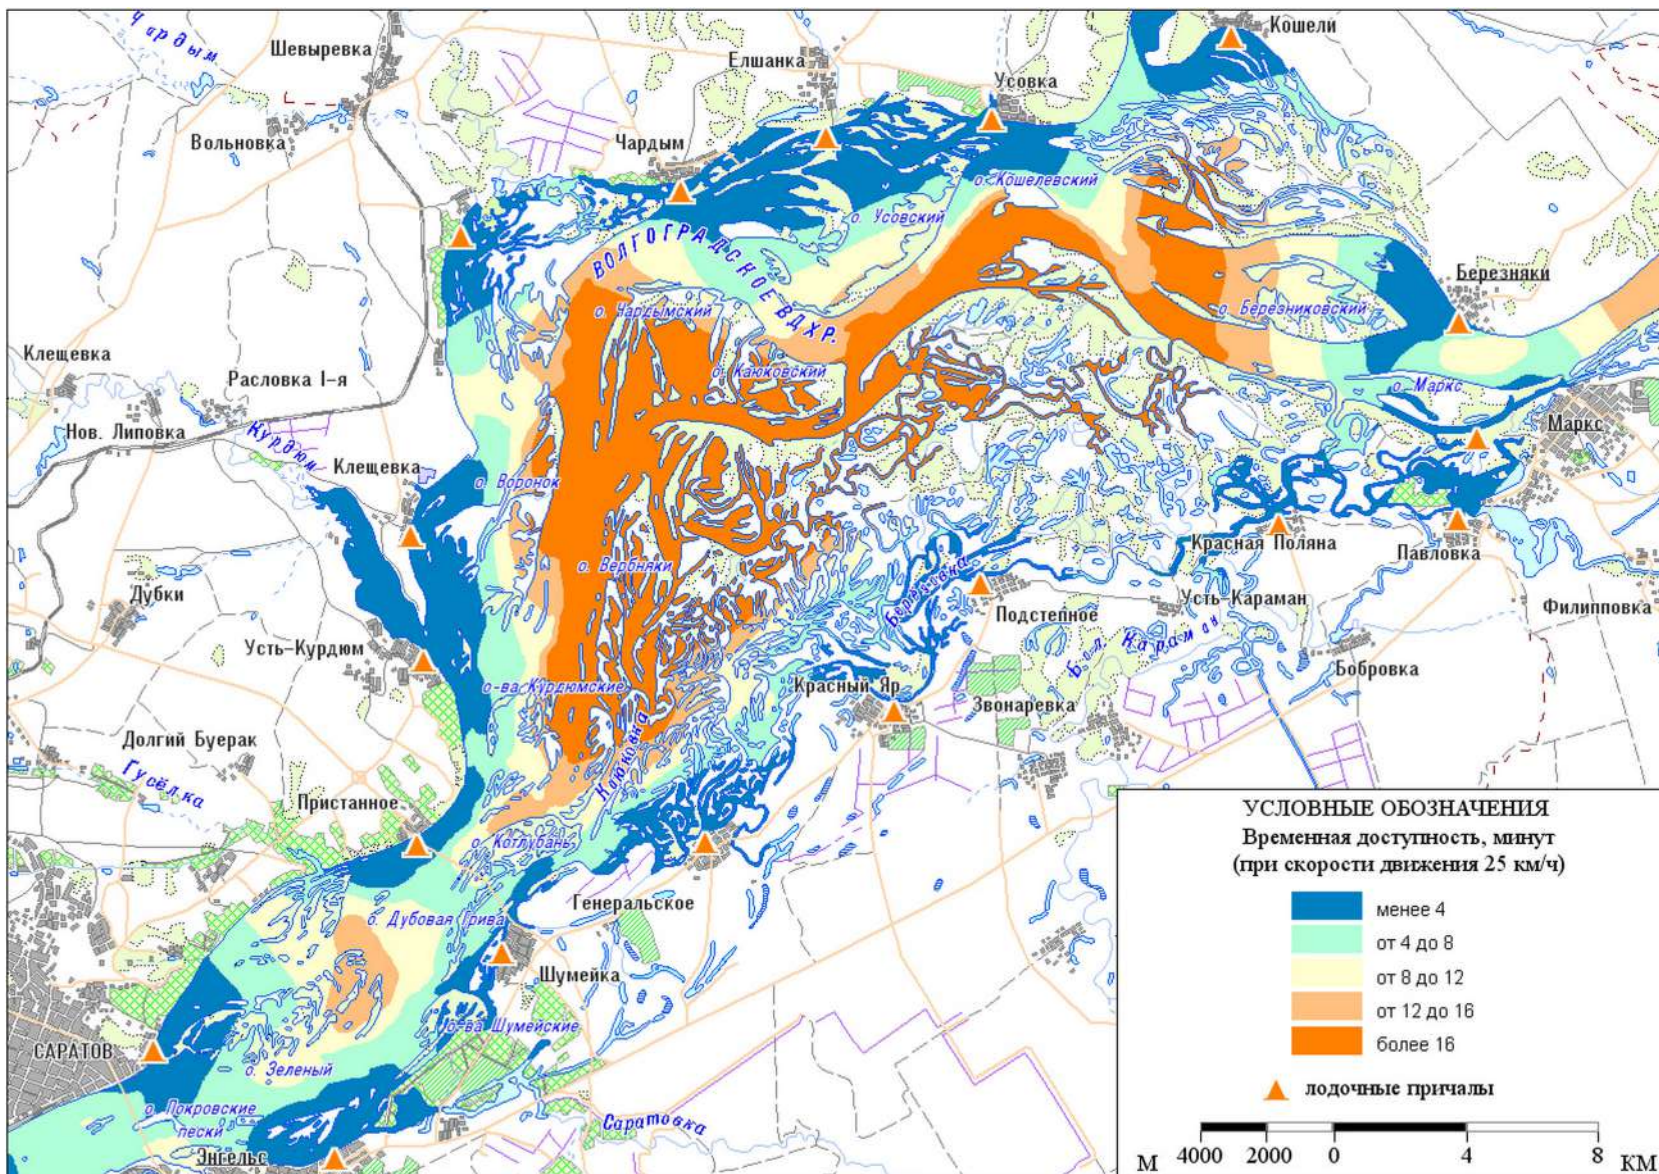 Чардым
Шевыревка
Елшанка
Кошели
Усовка
Вольновка
Чардым
о. Кошелевский
о. Усовский
ВОЛГОГРАДСКОЕ ВДХР.
Березняки
о. Чардымский
о. Березниковский
Клещевка
Расловка I-я
о. Каюковский
о. Маркс
Маркс
Нов. Липовка
Курдюм
Клещевка
о. Воронок
Красная Поляна
Павловка
о. Вербняки
Березовка
Дубки
Подстепное
Усть-Караман
Филипповка
Усть-Курдюм
Бол. Караман
Бобровка
о-ва Курдюмские
Красный Яр
Звонаревка
Долгий Буерак
Гусёлка
Каюковка
Пристанное
о. Котлубань
Генеральское
о. Дубовая Грива
Шумейка
о-ва Шумейские
САРАТОВ
о. Зеленый
о. Покровские
пески
Саратовка
Энгельс
УСЛОВНЫЕ ОБОЗНАЧЕНИЯ
Временная доступность, минут
(при скорости движения 25 км/ч)
менее 4
от 4 до 8
от 8 до 12
от 12 до 16
более 16
лодочные причалы
М 4000 2000 0 4 8 КМ